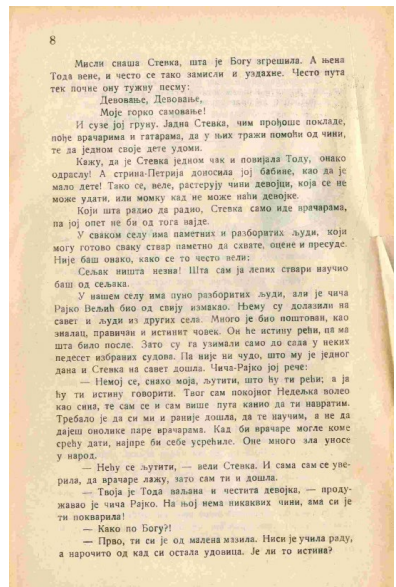 8
Мисли снаша Стевка, шта је Богу згрешила. А њена
Тода вене, и често се тако замисли и уздахне. Често пута
тек почне ону тужну песму:
Девовање, Девовање,
Моје горко самовање!
И сузе јој груну. Јадна Стевка, чим прођоше покладе,
пође врачарима и гатарама, да у њих тражи помоћи од чини,
те да једном своје дете удоми.
Кажу, да је Стевка једном чак и повијала Тоду, онако
одраслу! А стрина-Петрија доносила јој бабине, као да је
мало дете! Тако се, веле, растерују чини девојци, која се не
може удати, или момку кад не може наћи девојке.
Који шта радио да радио, Стевка само иде врачарама,
па јој опет не би од тога вајде.
У сваком селу има паметних и разборитих људи, који
могу готово сваку ствар паметно да схвате, оцене и пресуде.
Није баш онако, како се то често вели:
Сељак ништа незна! Шта сам ја лепих ствари научио
баш од сељака.
У нашем селу има пуно разборитих људи, али је чича
Рајко Велић био од свију измакао. Њему су долазили на
савет и људи из других села. Много је био поштован, као
зналац, правичан и истинит човек. Он ће истину рећи, па ма
шта било после. Зато су га узимали само до сада у неких
педесет избраних судова. Па није ни чудо, што му је једног
дана и Стевка на савет дошла. Чича-Рајко јој рече:
— Немој се, снахо моја, љутити, што ћу ти рећи; а ја
ћу ти истину говорити. Твог сам покојног Недељка волео
као сина, те сам се и сам више пута канио да ти навратим.
Требало је да си ми и раније дошла, да те научим, а не да
дајеш онолике паре врачарама. Кад би врачаре могле коме
срећу дати, најпре би себе усрећиле. Оне много зла уносе
у народ.
— Нећу се љутити, — вели Стевка. И сама сам се уве-
рила, да врачаре лажу, зато сам ти и дошла.
— Твоја је Тода ваљана и честита девојка, — проду-
жавао је чича Рајко. На њој нема никаквих чини, ама си је
ти покварила!
— Како по Богу?!
— Прво, ти си је од малена мазила. Ниси је учила раду,
а нарочито од кад си остала удовица. Је ли то истина?